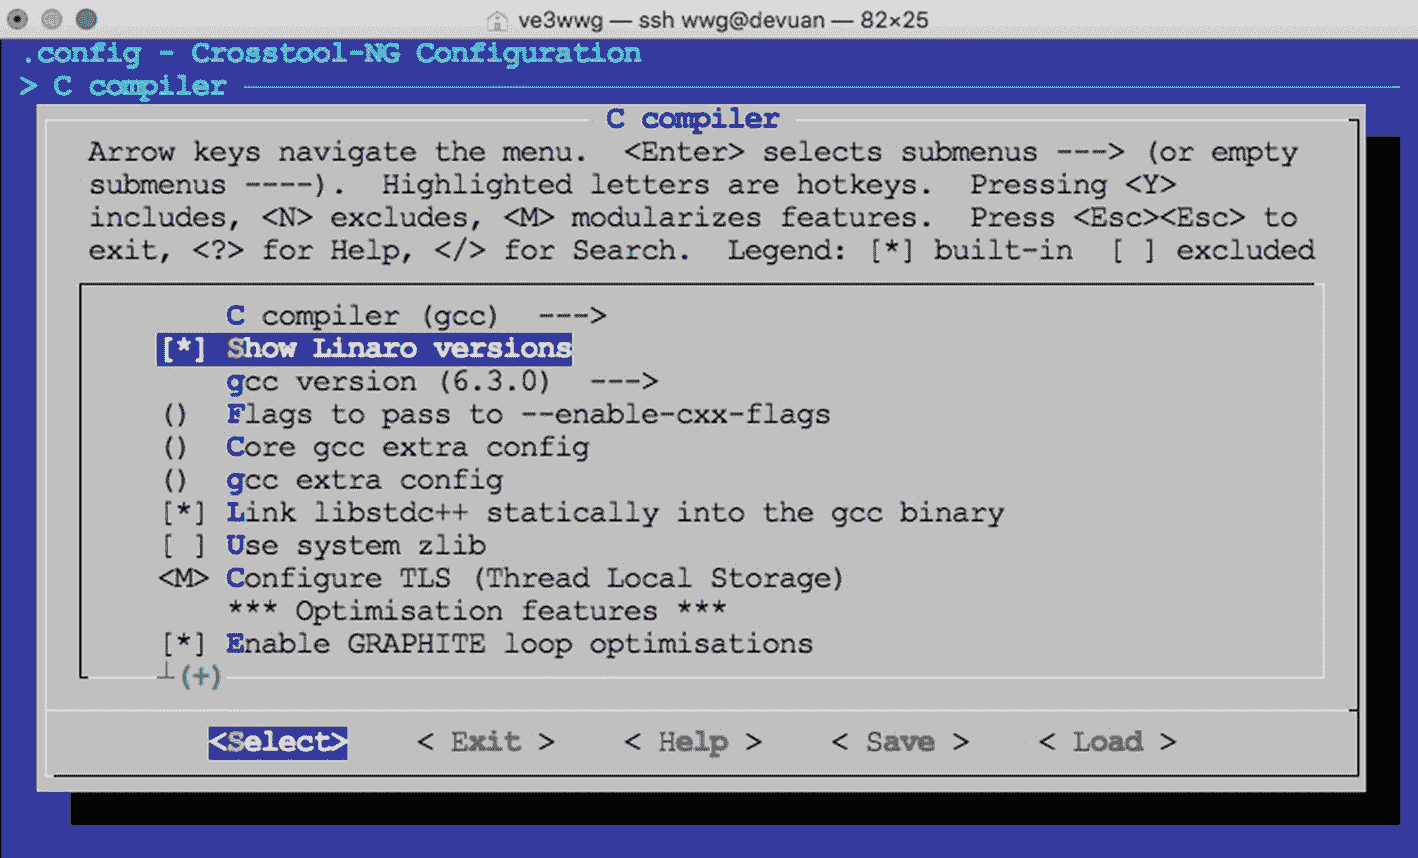 ve3wwg — ssh wwg@devuan — 82×25
.config - Crosstool-NG Configuration
> C compiler
C compiler
Arrow keys navigate the menu.  <Enter> selects submenus ---> (or empty
submenus ----).  Highlighted letters are hotkeys.  Pressing <Y>
includes, <N> excludes, <M> modularizes features.  Press <Esc><Esc> to
exit, <?> for Help, </> for Search.  Legend: [*] built-in  [ ] excluded
C compiler (gcc)  --->
[*] Show Linaro versions
gcc version (6.3.0)  --->
()  Flags to pass to --enable-cxx-flags
()  Core gcc extra config
()  gcc extra config
[*] Link libstdc++ statically into the gcc binary
[ ] Use system zlib
<M> Configure TLS (Thread Local Storage)
*** Optimisation features ***
[*] Enable GRAPHITE loop optimisations
┴(+)
<Select>    < Exit >    < Help >    < Save >    < Load >